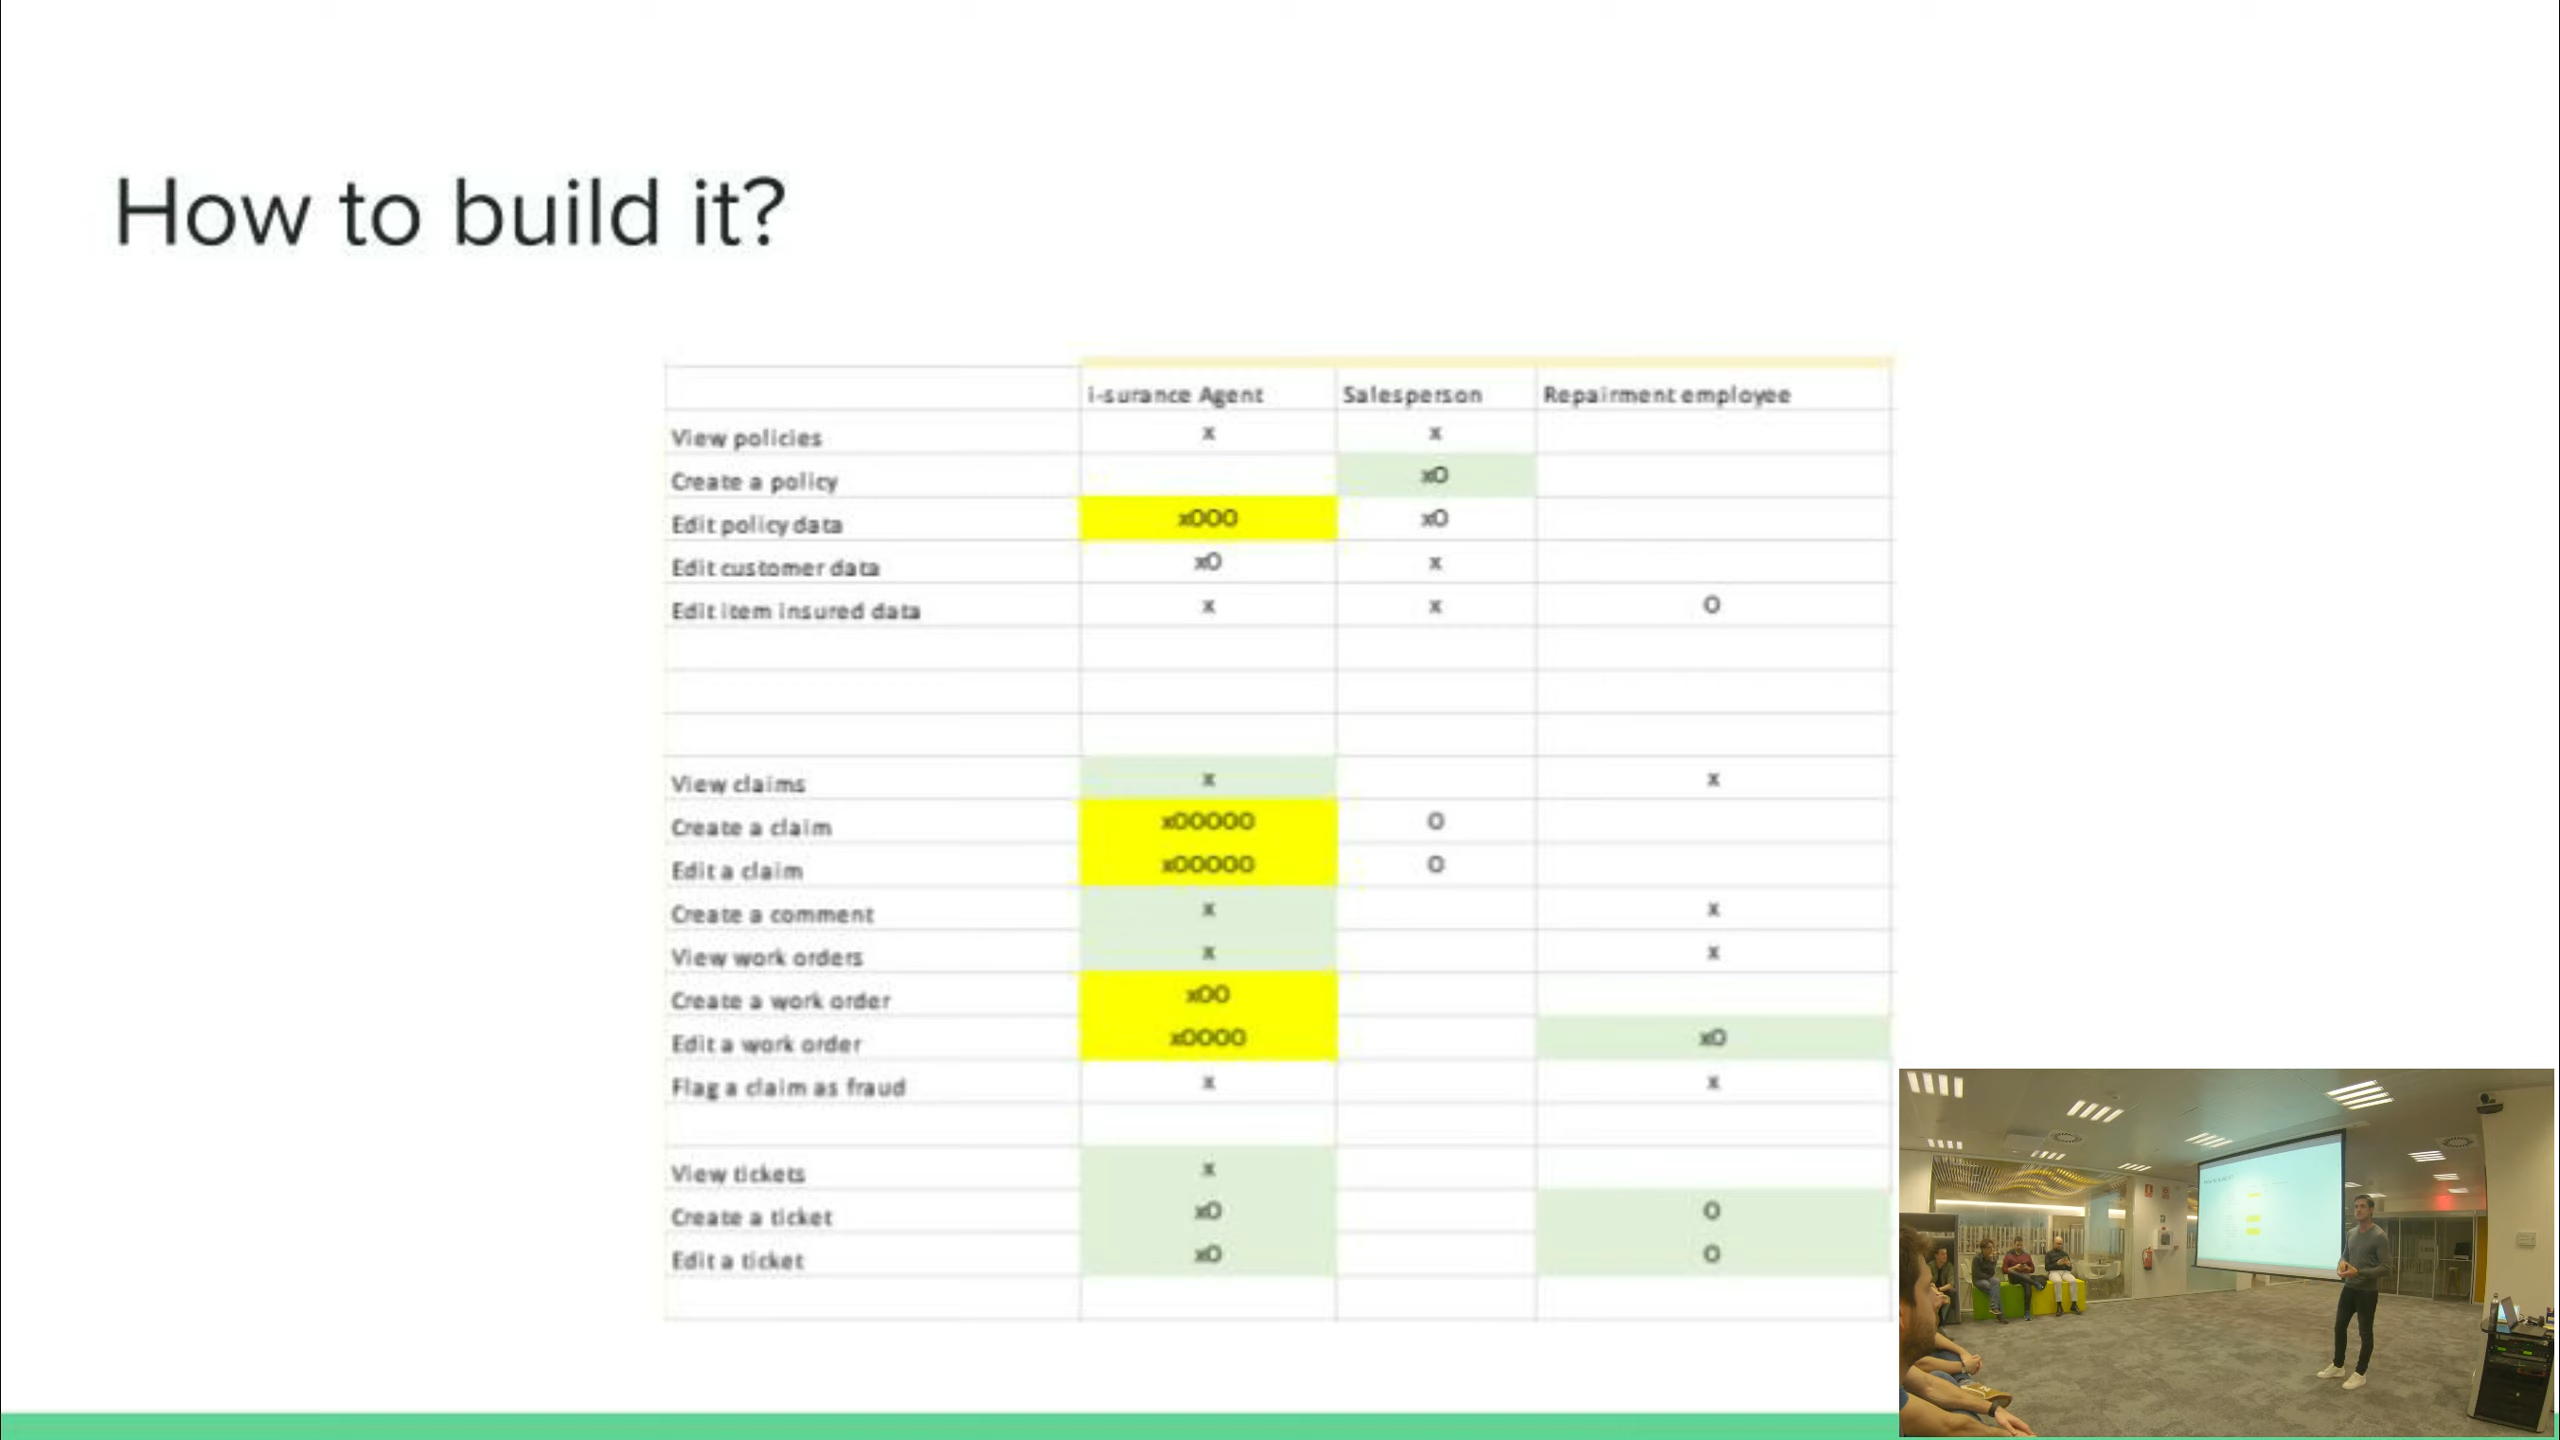 How to build it?
i-surance Agent Salesperson Repairment employee
View policies x x
Create a policy xO
Edit policy data xOOO xO
Edit customer data xO x
Edit item insured data x x O
View claims x x
Create a claim xOOOOO O
Edit a claim xOOOOO O
Create a comment x x
View work orders x x
Create a work order xOO
Edit a work order xOOOO xO
Flag a claim as fraud x x
View tickets x
Create a ticket xO O
Edit a ticket xO O